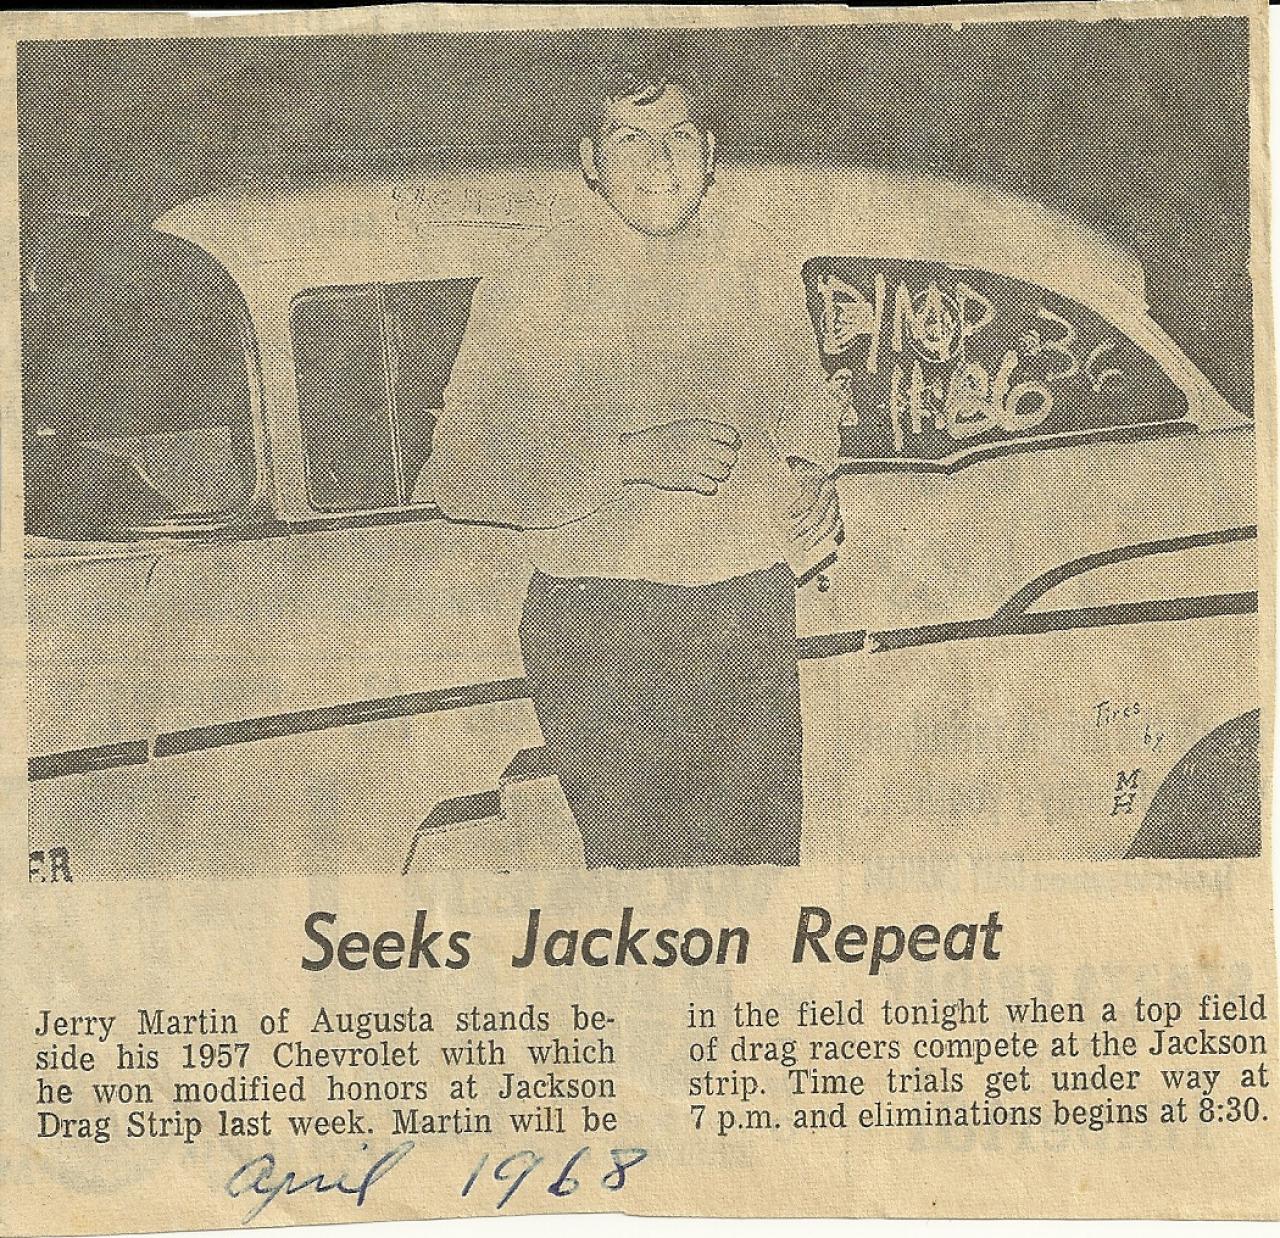 Tires
by
M
H
ER
Seeks Jackson Repeat
Jerry Martin of Augusta stands be-
side his 1957 Chevrolet with which
he won modified honors at Jackson
Drag Strip last week. Martin will be
in the field tonight when a top field
of drag racers compete at the Jackson
strip. Time trials get under way at
7 p.m. and eliminations begins at 8:30.
April 1968